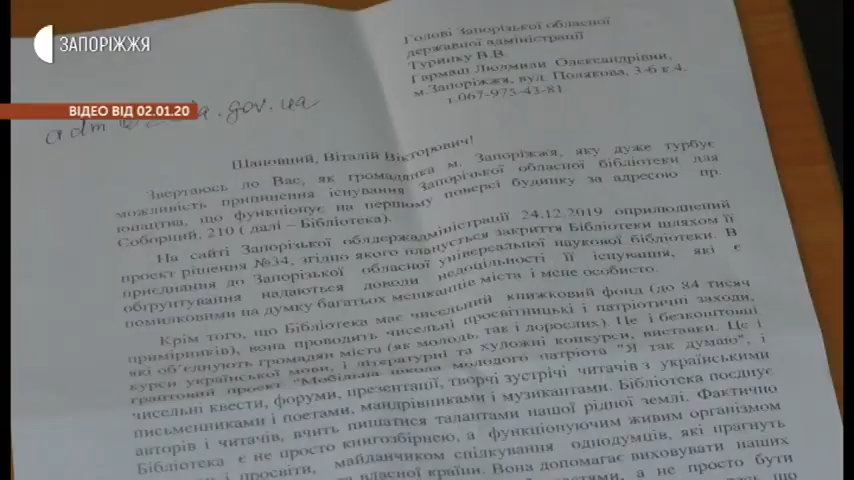 ЗАПОРІЖЖЯ
ВІДЕО ВІД 02.01.20
Голові Запорізької обласної
державної адміністрації
Туринку В.В.
Гармаш Людмили Олександрівни,
м.Запоріжжя, вул. Полякова, 3-б к.4.
т.067-975-43-81
.gov.ua
Шановний, Віталій Вікторович!
Звертаюсь до Вас, як громадянка м. Запоріжжя, яку дуже турбує
можливість припинення існування Запорізької обласної бібліотеки для
юнацтва, що функціонує на першому поверсі будинку за адресою пр.
Соборний, 210 ( далі – Бібліотека).
На сайті Запорізької облдержадміністрації 24.12.2019 оприлюднений
проект рішення №34, згідно якого планується закриття Бібліотеки шляхом її
приєднання до Запорізької обласної універсальної наукової бібліотеки. В
обґрунтування надаються доводи недоцільності її існування, які є
помилковими на думку багатьох мешканців міста і мене особисто.
Крім того, що Бібліотека має чисельний книжковий фонд (до 84 тисяч
примірників), вона проводить чисельні просвітницькі і патріотичні заходи,
які об'єднують громадян міста (як молодь, так і дорослих). Це і безкоштовні
курси української мови, і літературні та художні конкурси, виставки. Це і
грантовий проект "Мобільна школа молодого патріота "Я так думаю", і
чисельні квести, форуми, презентації, творчі зустрічі читачів з українськими
письменниками і поетами, мандрівниками і музикантами. Бібліотека поєднує
авторів і читачів, вчить пишатися талантами нашої рідної землі. Фактично
Бібліотека є не просто книгозбірнею, а функціонуючим живим організмом
і просвіти, майданчиком спілкування однодумців, які прагнуть
власної країни. Вона допомагає виховувати наших
а не просто бути
що